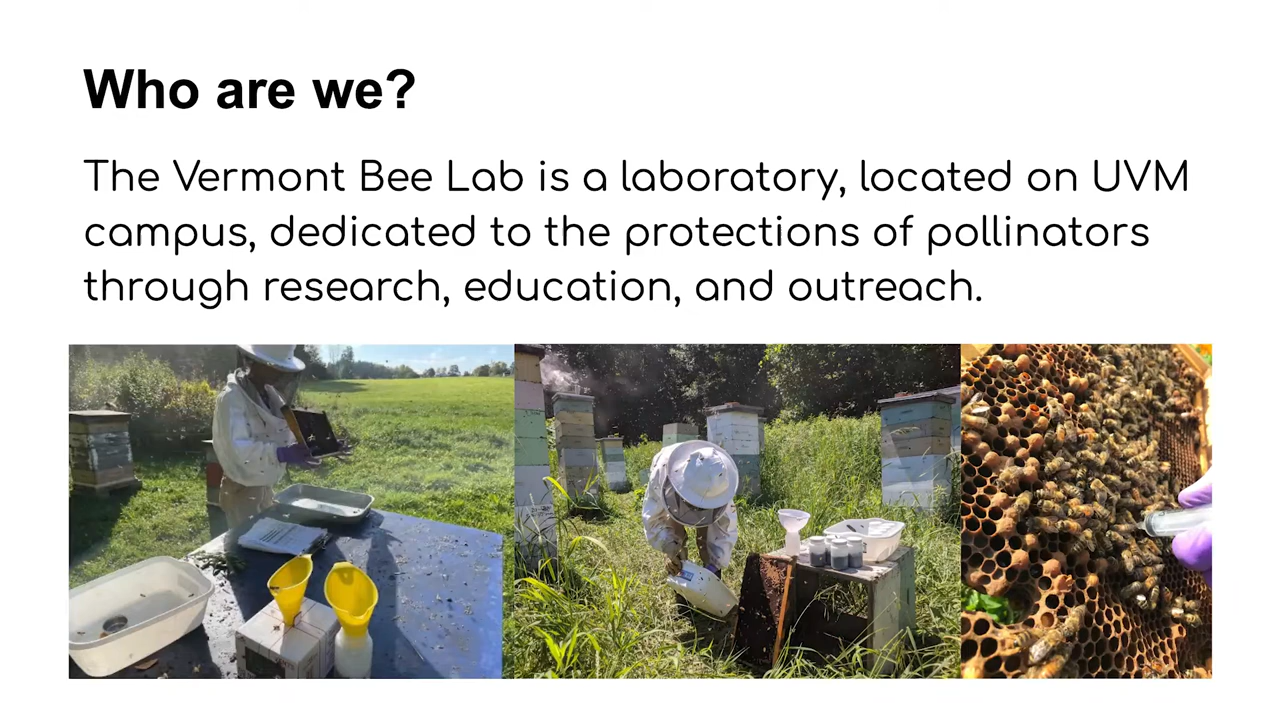 Who are we?
The Vermont Bee Lab is a laboratory, located on UVM
campus, dedicated to the protections of pollinators
through research, education, and outreach.